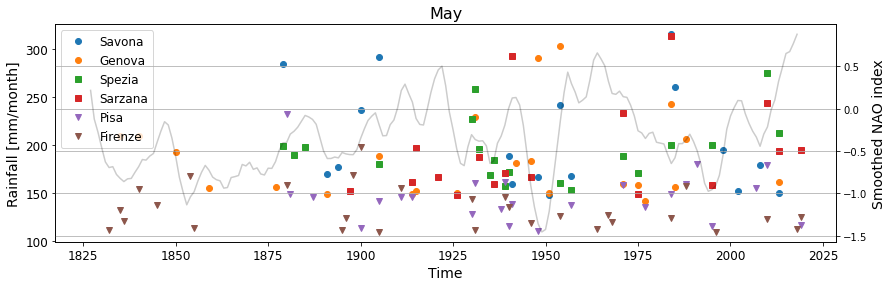 May
Savona
Genova
Spezia
Sarzana
Pisa
Firenze
Rainfall [mm/month]
300
250
200
150
100
0.5
0.0
−0.5
−1.0
−1.5
Smoothed NAO index
1825 1850 1875 1900 1925 1950 1975 2000 2025
Time